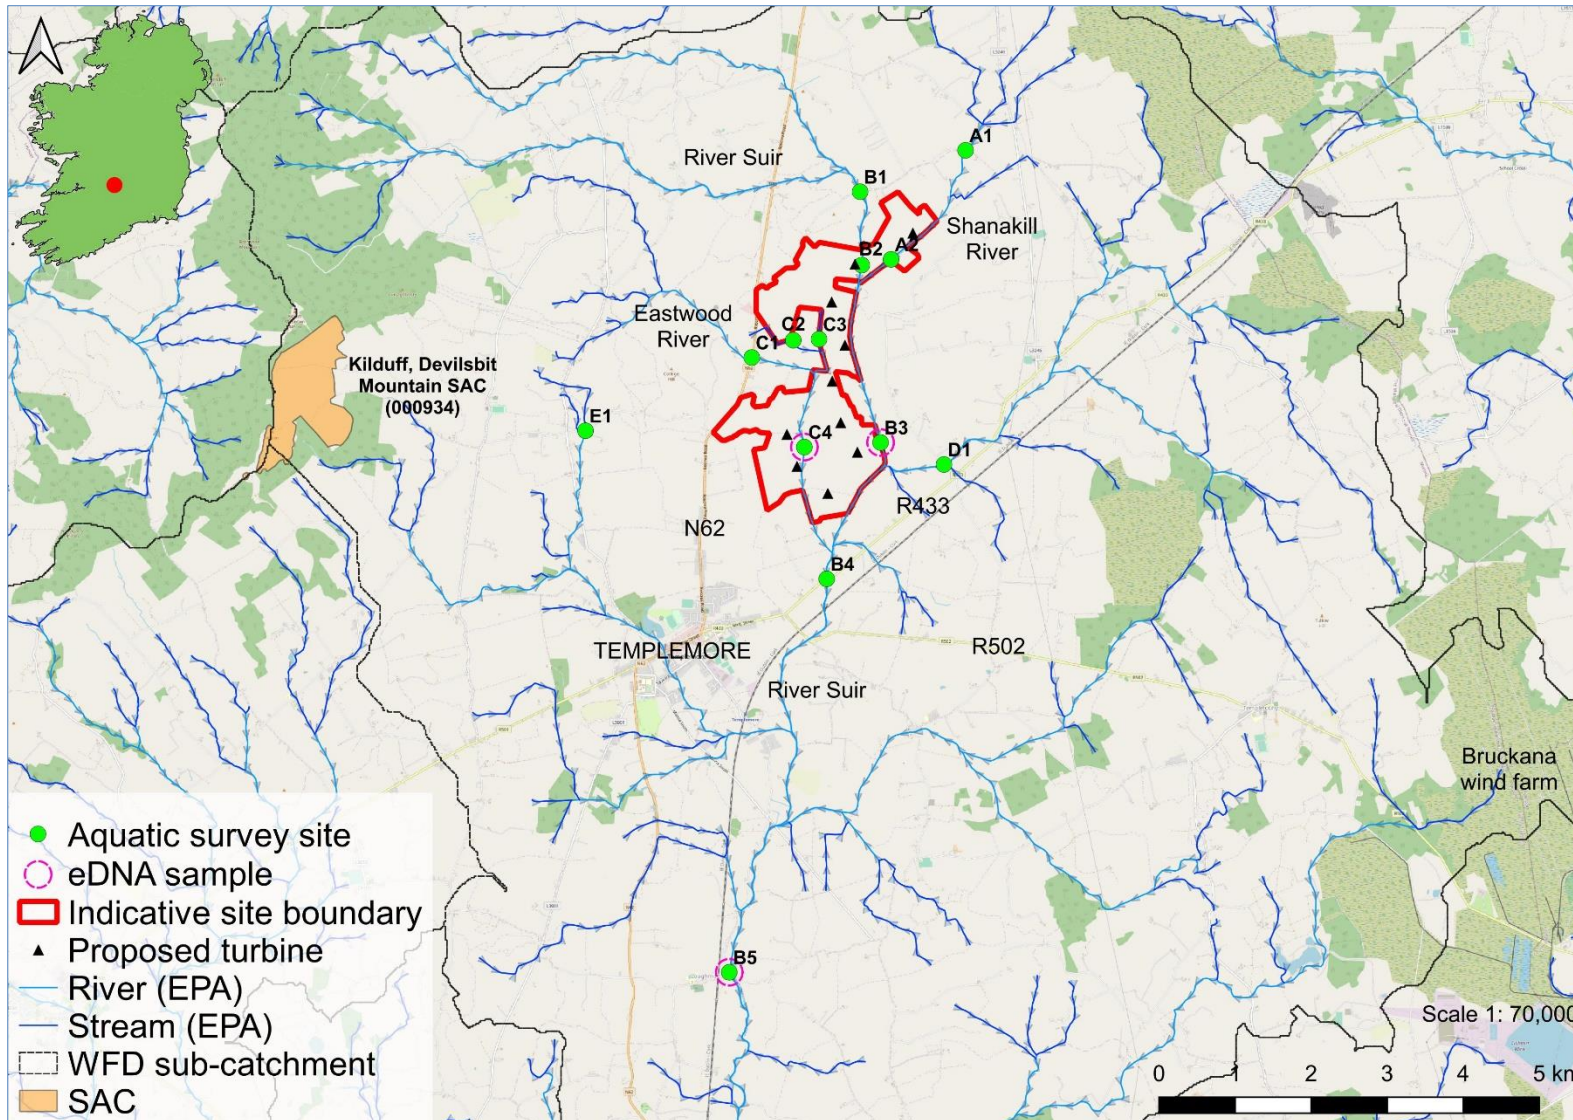 A1
River Suir
B1
Shanakill
River
A2
B2
Eastwood
River
C2
C3
C1
Kilduff, Devilsbit
Mountain SAC
(000934)
E1
C4
B3
D1
R433
N62
B4
TEMPLEMORE
R502
River Suir
Bruckana
wind farm
B5
Aquatic survey site
eDNA sample
Indicative site boundary
Proposed turbine
River (EPA)
Stream (EPA)
WFD sub-catchment
SAC
Scale 1: 70,000
0 1 2 3 4 5 km